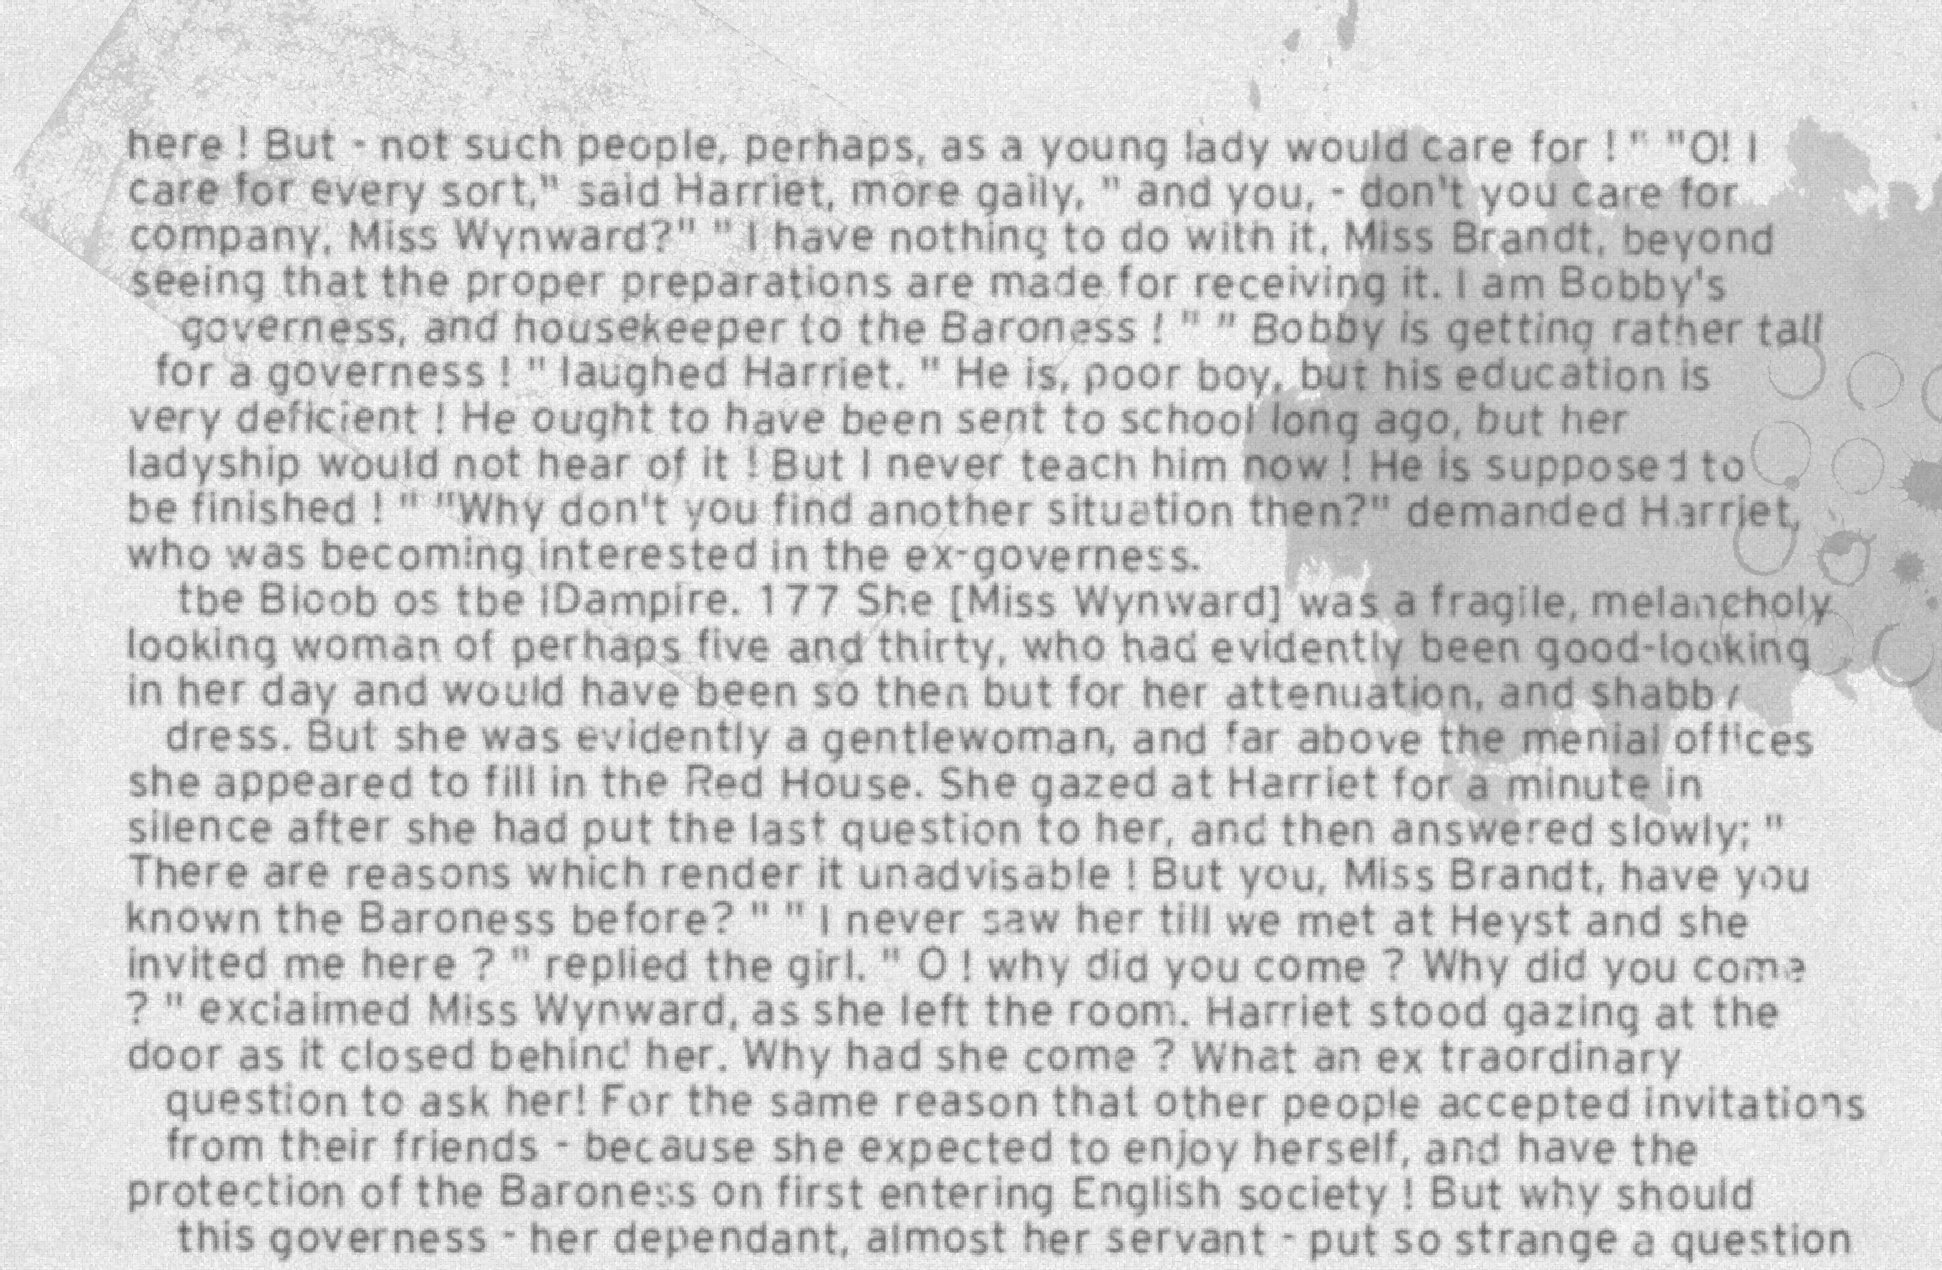 here ! But - not such people, perhaps, as a young lady would care for ! " "O! I
care for every sort," said Harriet, more gaily, " and you, - don't you care for
company, Miss Wynward?" " I have nothing to do with it, Miss Brandt, beyond
seeing that the proper preparations are made for receiving it. I am Bobby's
governess, and housekeeper to the Baroness ! " " Bobby is getting rather tall
for a governess ! " laughed Harriet. " He is, poor boy, but his education is
very deficient ! He ought to have been sent to school long ago, but her
ladyship would not hear of it ! But I never teach him now ! He is supposed to
be finished ! " "Why don't you find another situation then?" demanded Harriet,
who was becoming interested in the ex-governess.
tbe Bloob os tbe iDampire. 177 She [Miss Wynward] was a fragile, melancholy
looking woman of perhaps five and thirty, who had evidently been good-looking
in her day and would have been so then but for her attenuation, and shabby
dress. But she was evidently a gentlewoman, and far above the menial offices
she appeared to fill in the Red House. She gazed at Harriet for a minute in
silence after she had put the last question to her, and then answered slowly; "
There are reasons which render it unadvisable ! But you, Miss Brandt, have you
known the Baroness before? " " I never saw her till we met at Heyst and she
invited me here ? " replied the girl. " O ! why did you come ? Why did you come
? " exclaimed Miss Wynward, as she left the room. Harriet stood gazing at the
door as it closed behind her. Why had she come ? What an ex traordinary
question to ask her! For the same reason that other people accepted invitations
from their friends - because she expected to enjoy herself, and have the
protection of the Baroness on first entering English society ! But why should
this governess - her dependant, almost her servant - put so strange a question